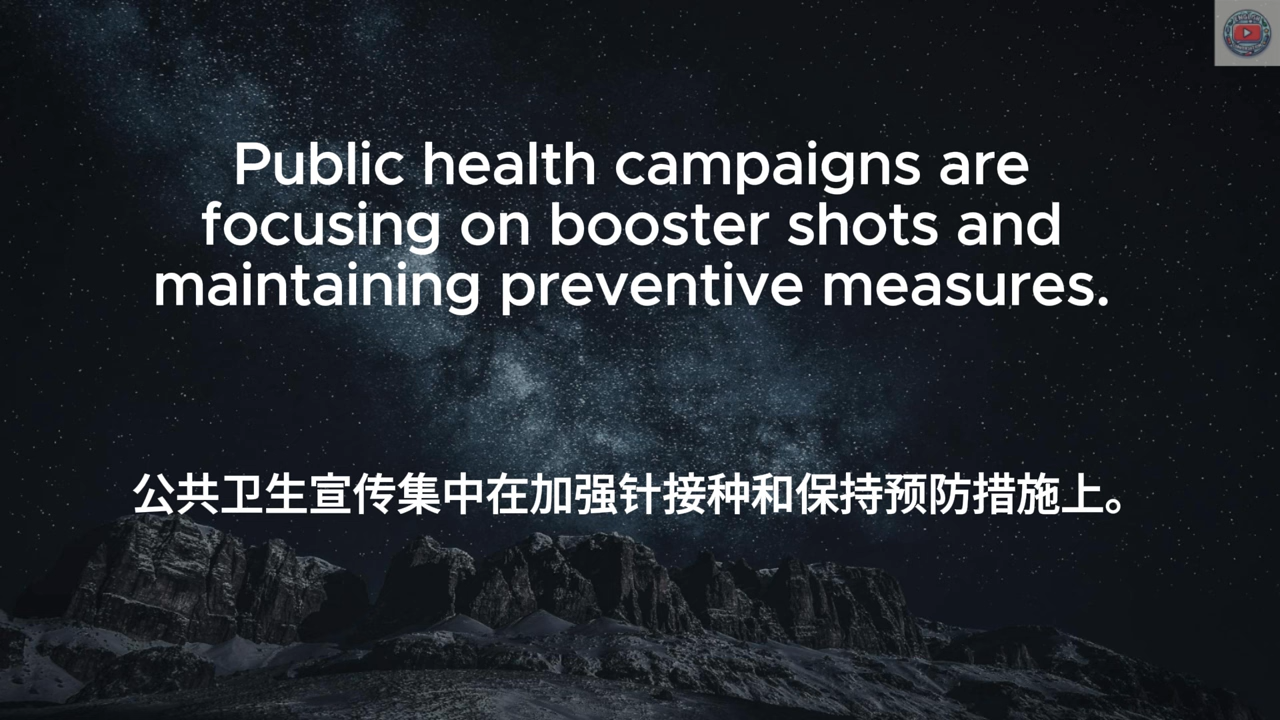 Public health campaigns are
focusing on booster shots and
maintaining preventive measures.
公共卫生宣传集中在加强针接种和保持预防措施上。